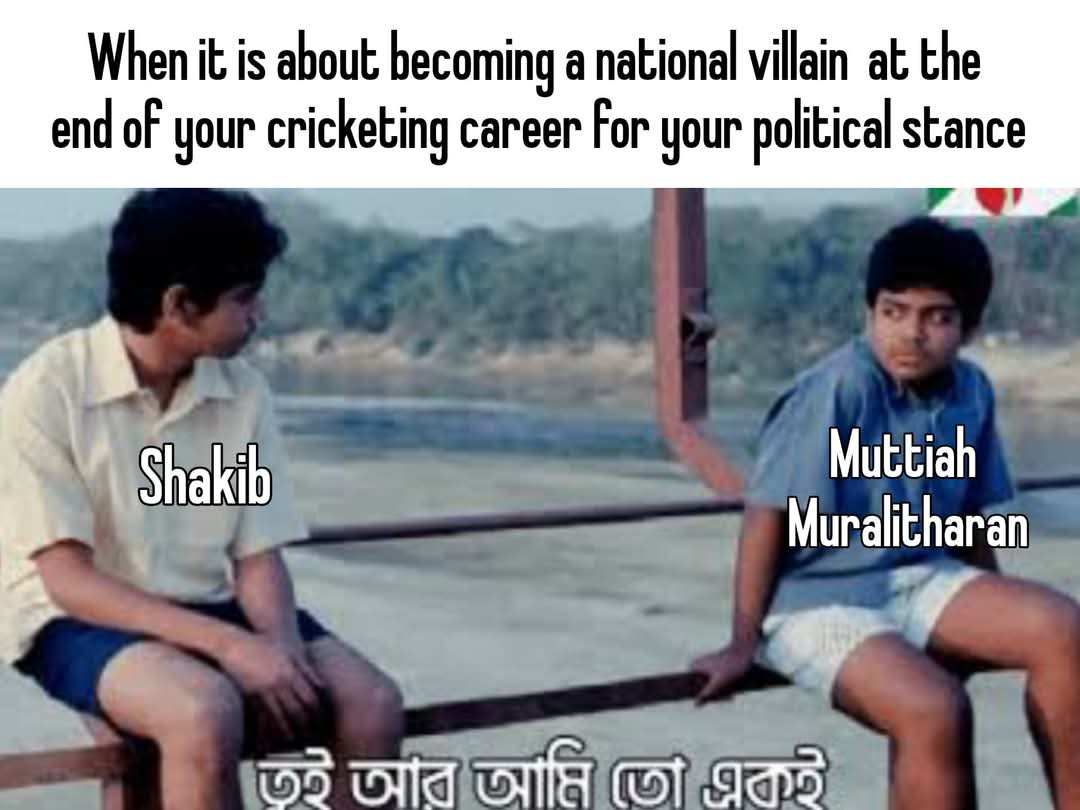 When it is about becoming a national villain at the
end of your cricketing career for your political stance
Shakib
Muttiah
Muralitharan
তুই আর আমি তো একই